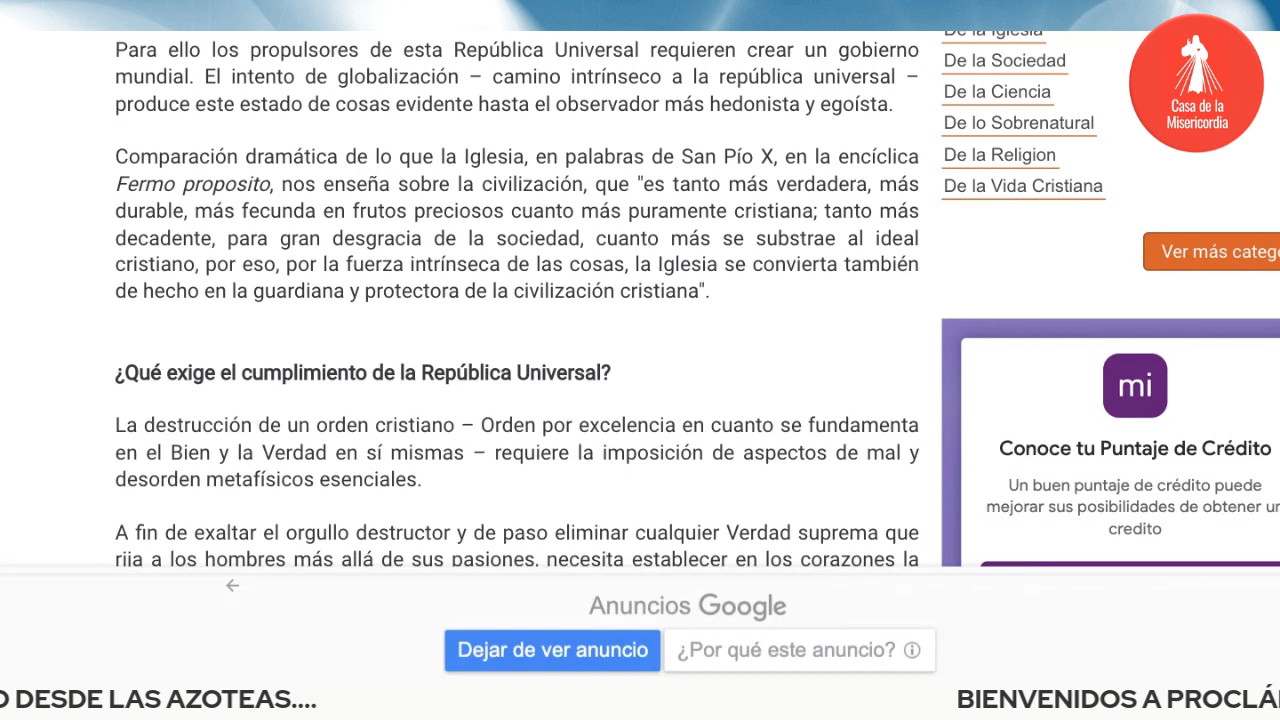 Para ello los propulsores de esta República Universal requieren crear un gobierno
mundial. El intento de globalización – camino intrínseco a la república universal –
produce este estado de cosas evidente hasta el observador más hedonista y egoísta.
Comparación dramática de lo que la Iglesia, en palabras de San Pío X, en la encíclica
Fermo proposito, nos enseña sobre la civilización, que "es tanto más verdadera, más
durable, más fecunda en frutos preciosos cuanto más puramente cristiana; tanto más
decadente, para gran desgracia de la sociedad, cuanto más se substrae al ideal
cristiano, por eso, por la fuerza intrínseca de las cosas, la Iglesia se convierta también
de hecho en la guardiana y protectora de la civilización cristiana".
¿Qué exige el cumplimiento de la República Universal?
La destrucción de un orden cristiano – Orden por excelencia en cuanto se fundamenta
en el Bien y la Verdad en sí mismas – requiere la imposición de aspectos de mal y
desorden metafísicos esenciales.
A fin de exaltar el orgullo destructor y de paso eliminar cualquier Verdad suprema que
rija a los hombres más allá de sus pasiones, necesita establecer en los corazones la
De la Iglesia
De la Sociedad
De la Ciencia
De lo Sobrenatural
De la Religion
De la Vida Cristiana
Casa de la
Misericordia
Ver más catego
mi
Conoce tu Puntaje de Crédito
Un buen puntaje de crédito puede
mejorar sus posibilidades de obtener un
credito
Anuncios Google
Dejar de ver anuncio
¿Por qué este anuncio?
O DESDE LAS AZOTEAS....
BIENVENIDOS A PROCLÁ